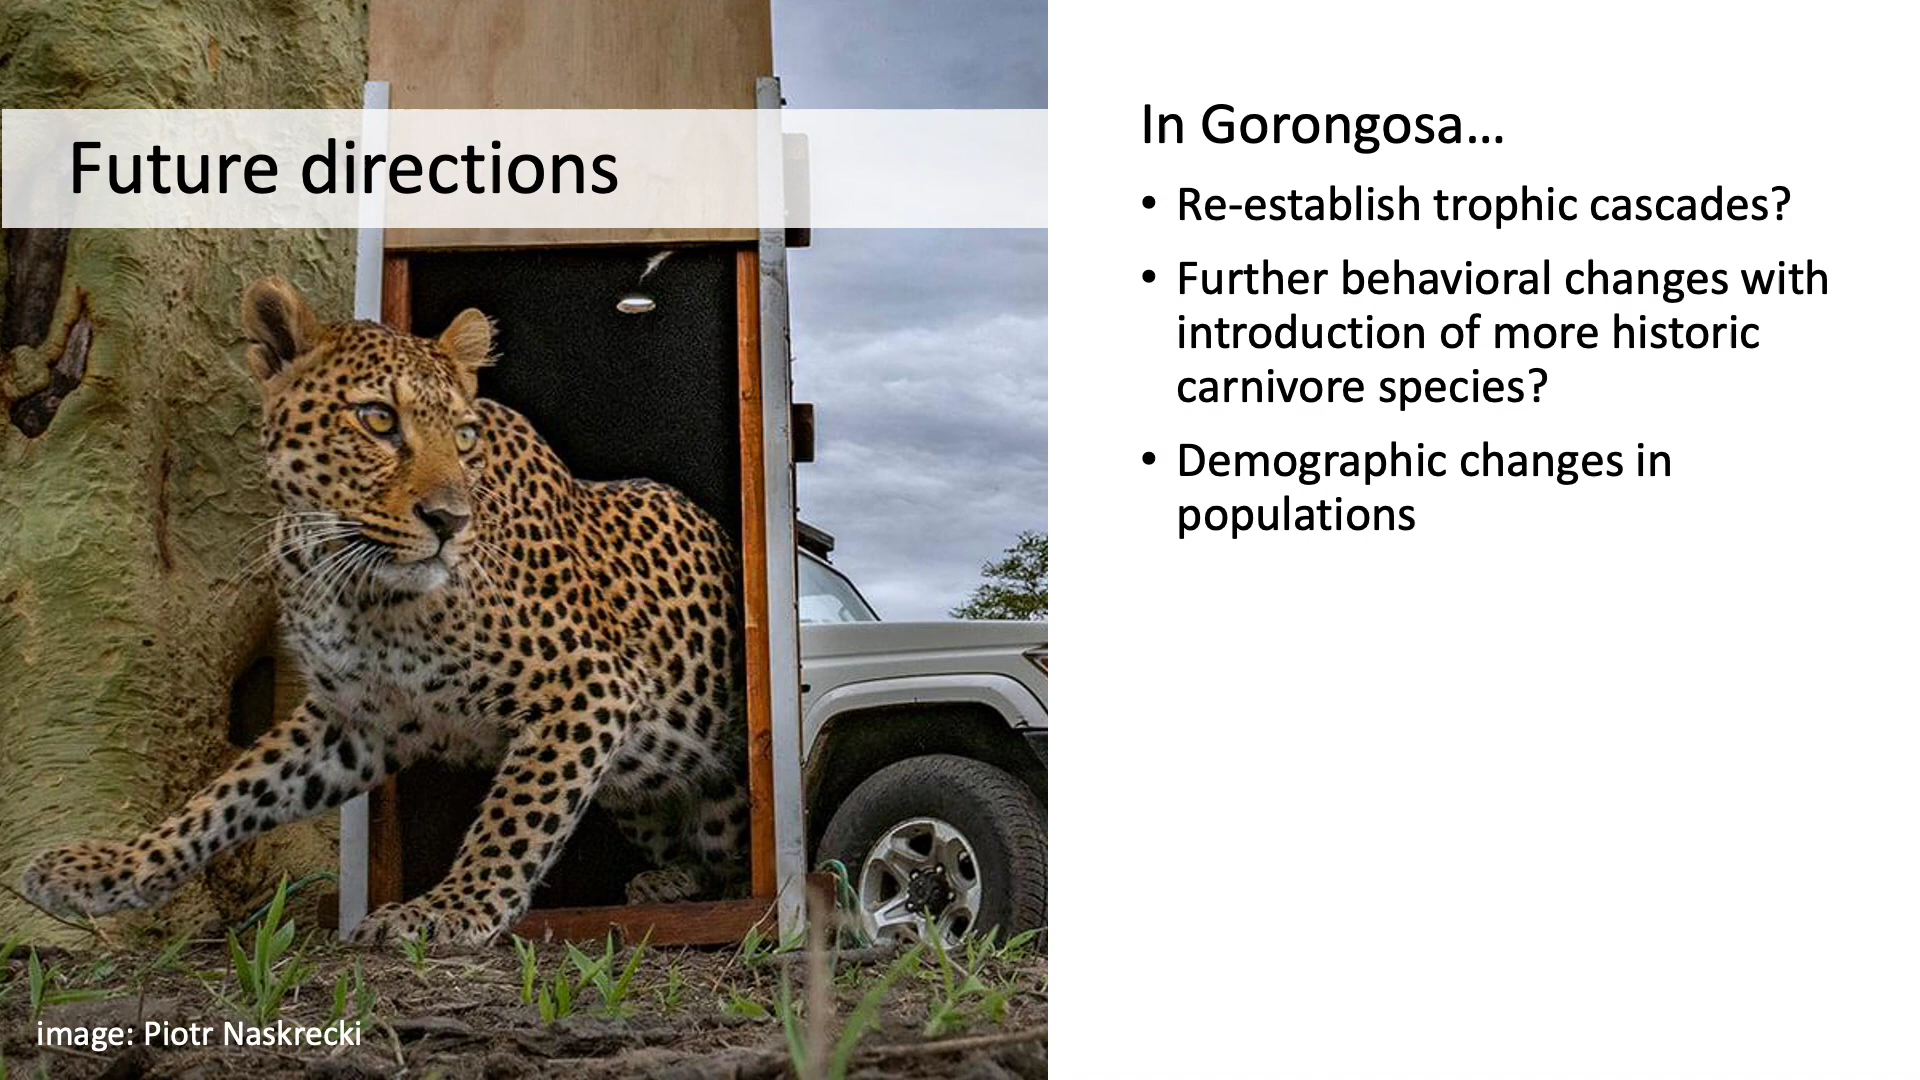 Future directions
In Gorongosa…
• Re-establish trophic cascades?
• Further behavioral changes with
introduction of more historic
carnivore species?
• Demographic changes in
populations
image: Piotr Naskrecki